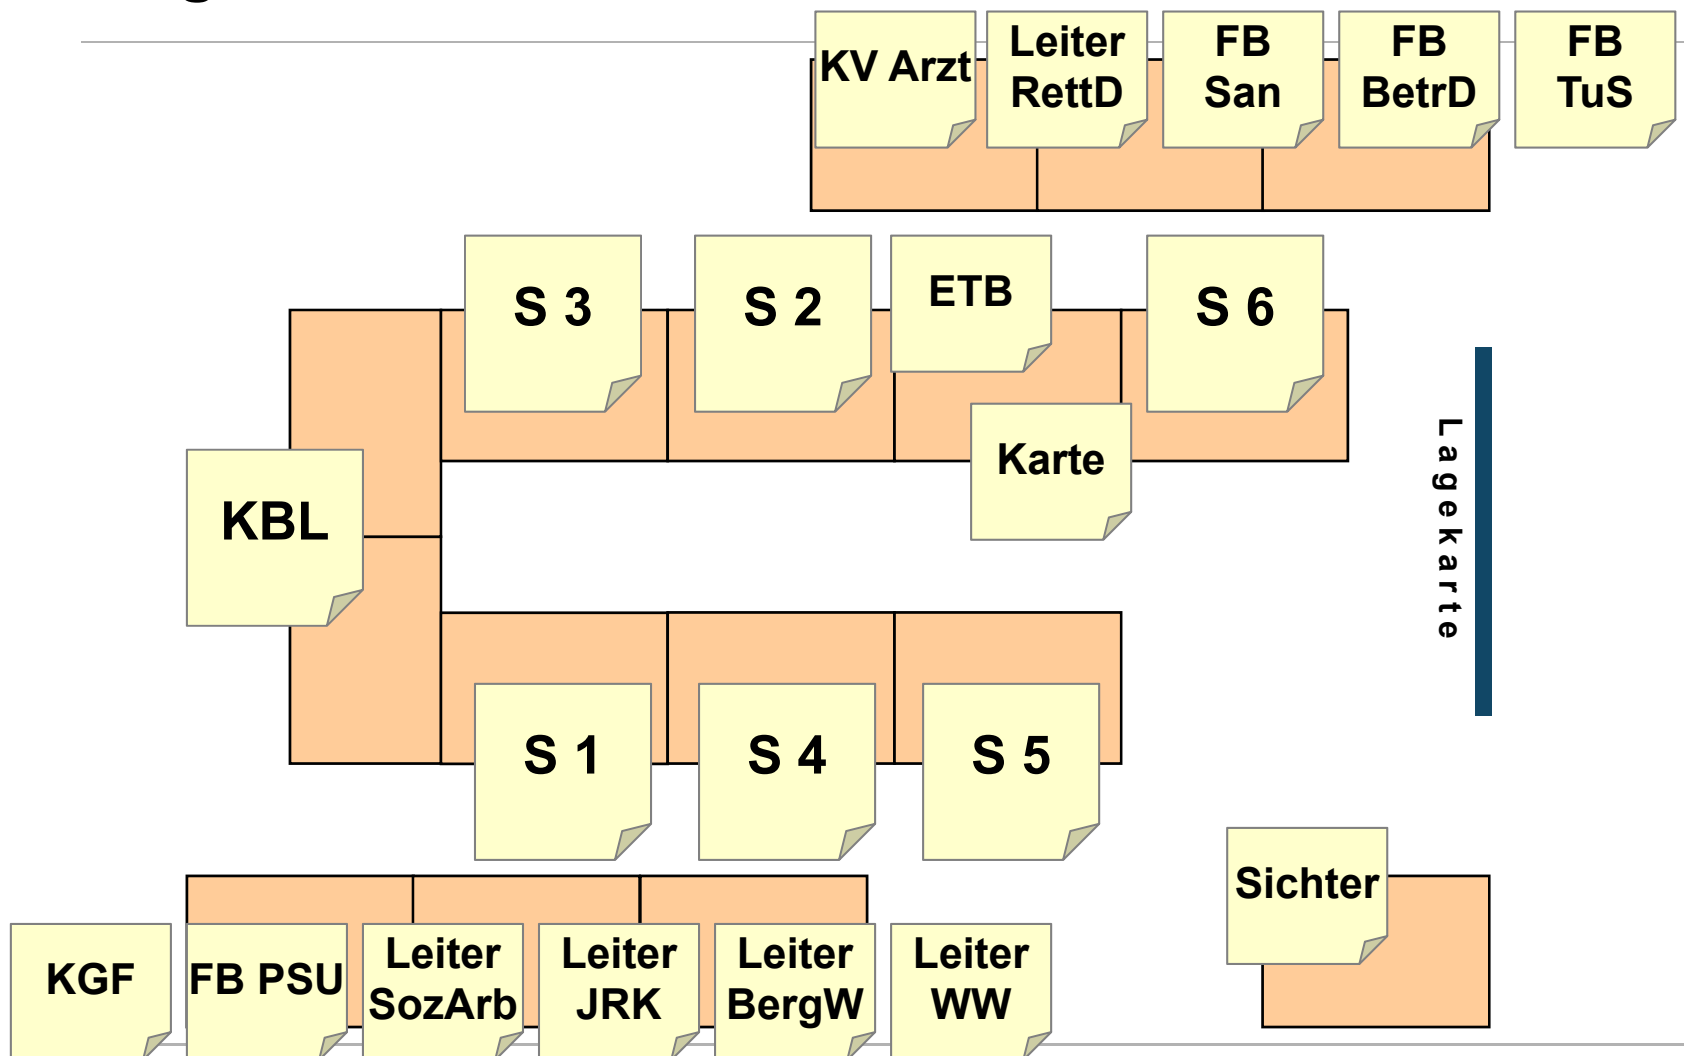 KV Arzt
Leiter
RettD
FB
San
FB
BetrD
FB
TuS
S 3
S 2
ETB
S 6
Karte
Lagekarte
KBL
S 1
S 4
S 5
Sichter
KGF
FB PSU
Leiter
SozArb
Leiter
JRK
Leiter
BergW
Leiter
WW